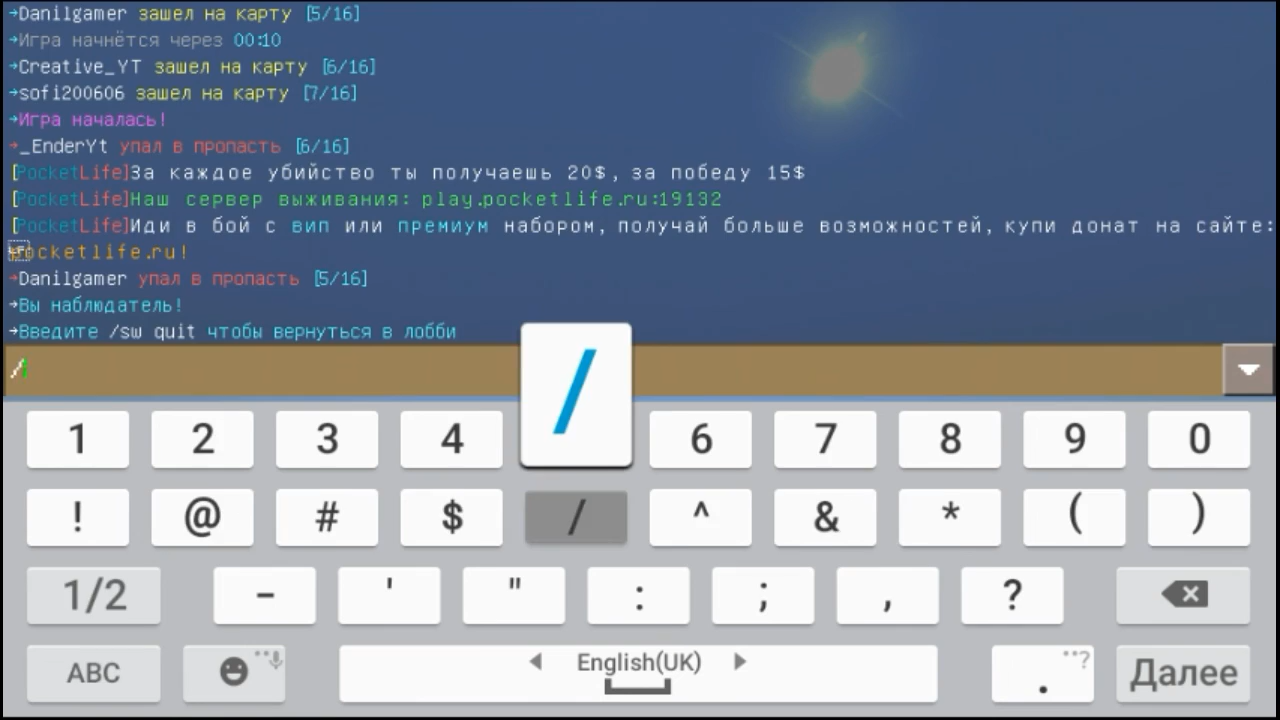 →Danilgamer зашел на карту [5/16]
→Игра начнётся через 00:10
→Creative_YT зашел на карту [6/16]
→sofi200606 зашел на карту [7/16]
→Игра началась!
→_EnderYt упал в пропасть [6/16]
[PocketLife]За каждое убийство ты получаешь 20$, за победу 15$
[PocketLife]Наш сервер выживания: play.pocketlife.ru:19132
[PocketLife]Иди в бой с вип или премиум набором, получай больше возможностей, купи донат на сайте:
pocketlife.ru!
→Danilgamer упал в пропасть [5/16]
→Вы наблюдатель!
→Введите /sw quit чтобы вернуться в лобби
/
/
1 2 3 4 6 7 8 9 0
! @ # $ / ^ & * ( )
1/2 - ' " : ; , ?
ABC English(UK) . ? Далее